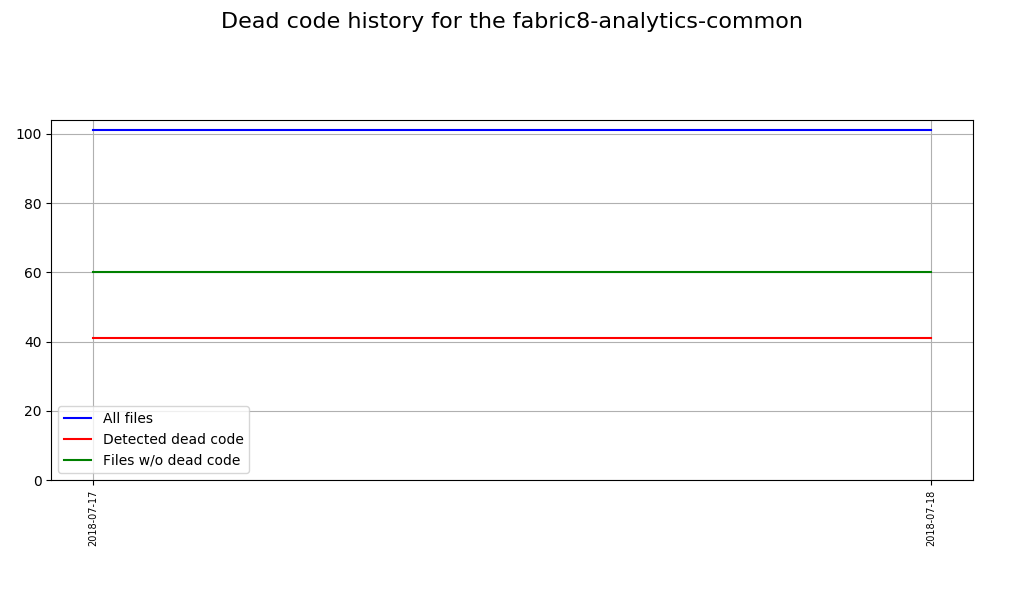 Dead code history for the fabric8-analytics-common
100
80
60
40
20
0
All files
Detected dead code
Files w/o dead code
2018-07-17
2018-07-18